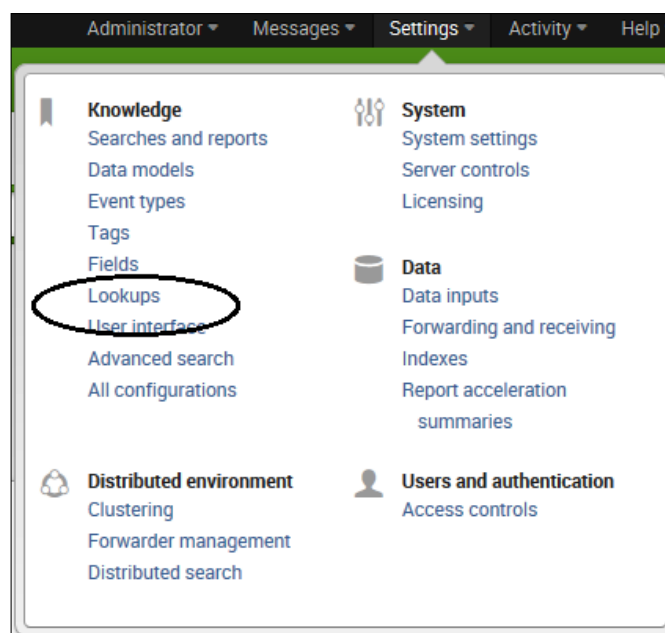 Administrator Messages Settings Activity Help
Knowledge
Searches and reports
Data models
Event types
Tags
Fields
Lookups
User interface
Advanced search
All configurations
System
System settings
Server controls
Licensing
Data
Data inputs
Forwarding and receiving
Indexes
Report acceleration
summaries
Distributed environment
Clustering
Forwarder management
Distributed search
Users and authentication
Access controls